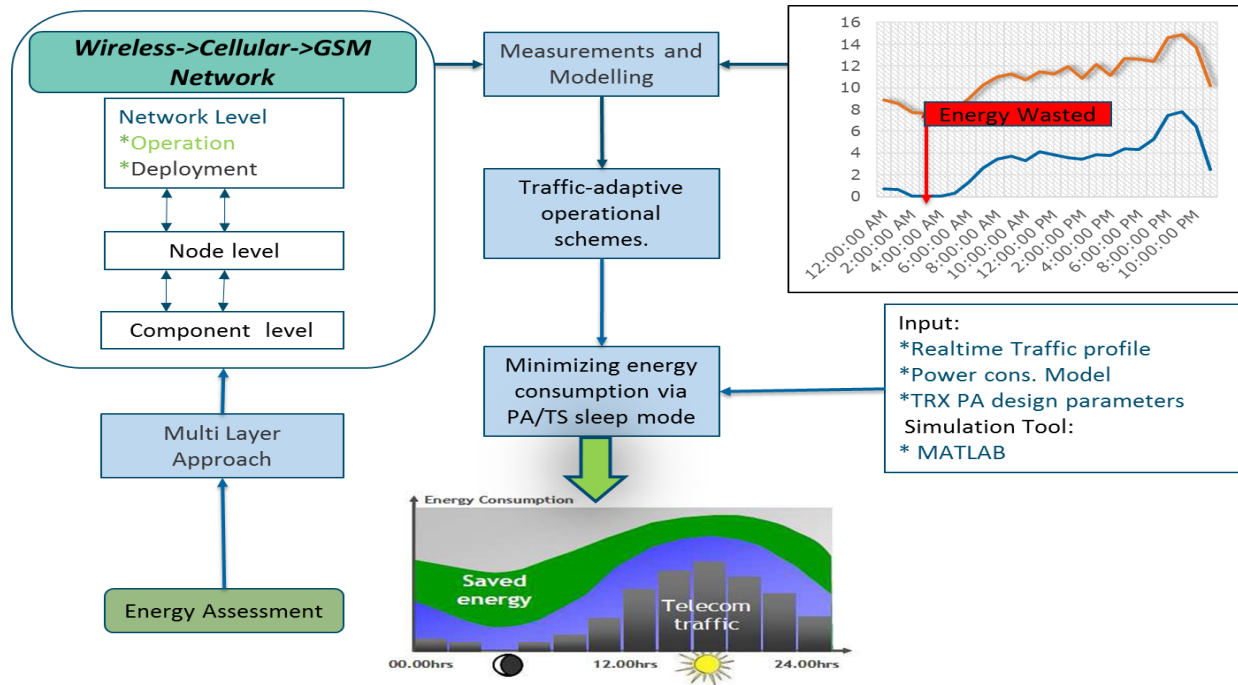 Wireless->Cellular->GSM
Network
Network Level
*Operation
*Deployment
Node level
Component level
Multi Layer
Approach
Energy Assessment
Measurements and
Modelling
Traffic-adaptive
operational
schemes.
Minimizing energy
consumption via
PA/TS sleep mode
16
14
12
10
8
6
4
2
0
Energy Wasted
12:00:00 AM
2:00:00 AM
4:00:00 AM
6:00:00 AM
8:00:00 AM
10:00:00 AM
12:00:00 PM
2:00:00 PM
4:00:00 PM
6:00:00 PM
8:00:00 PM
10:00:00 PM
Input:
*Realtime Traffic profile
*Power cons. Model
*TRX PA design parameters
Simulation Tool:
* MATLAB
Energy Consumption
Saved
energy
Telecom
traffic
00.00hrs
12.00hrs
24.00hrs